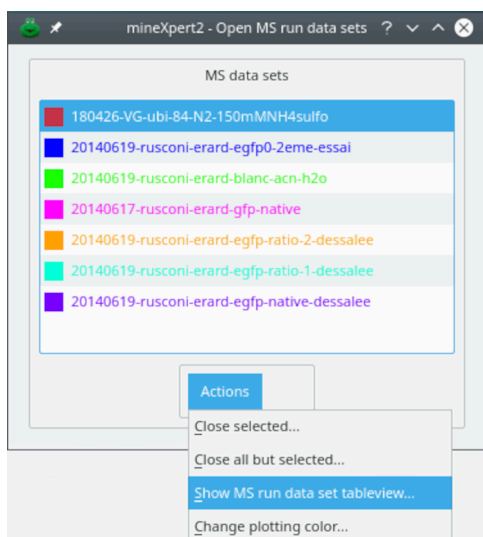 mineXpert2 - Open MS run data sets
MS data sets
180426-VG-ubi-84-N2-150mMNH4sulfo
20140619-rusconi-erard-egfp0-2eme-essai
20140619-rusconi-erard-blanc-acn-h2o
20140617-rusconi-erard-gfp-native
20140619-rusconi-erard-egfp-ratio-2-dessalee
20140619-rusconi-erard-egfp-ratio-1-dessalee
20140619-rusconi-erard-egfp-native-dessalee
Actions
Close selected...
Close all but selected...
Show MS run data set tableview...
Change plotting color...